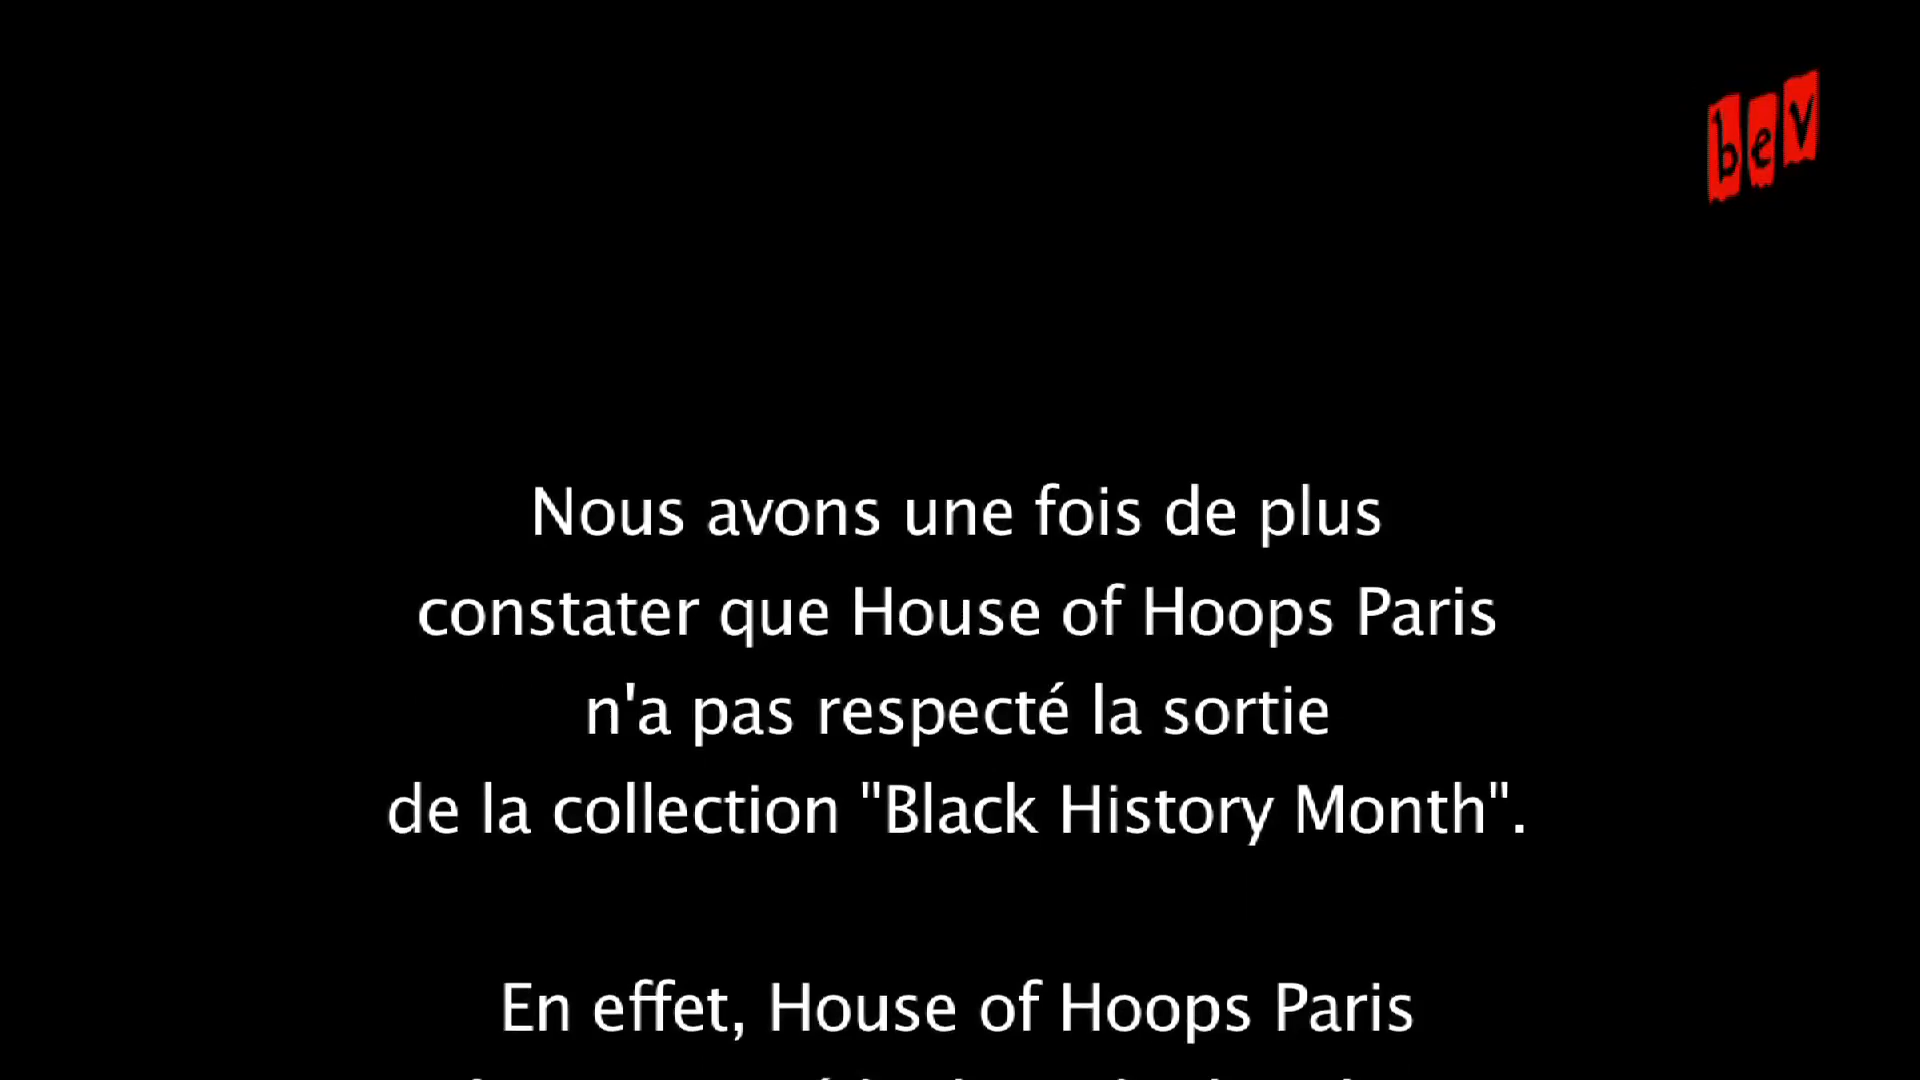 bev
Nous avons une fois de plus
constater que House of Hoops Paris
n'a pas respecté la sortie
de la collection "Black History Month".
En effet, House of Hoops Paris